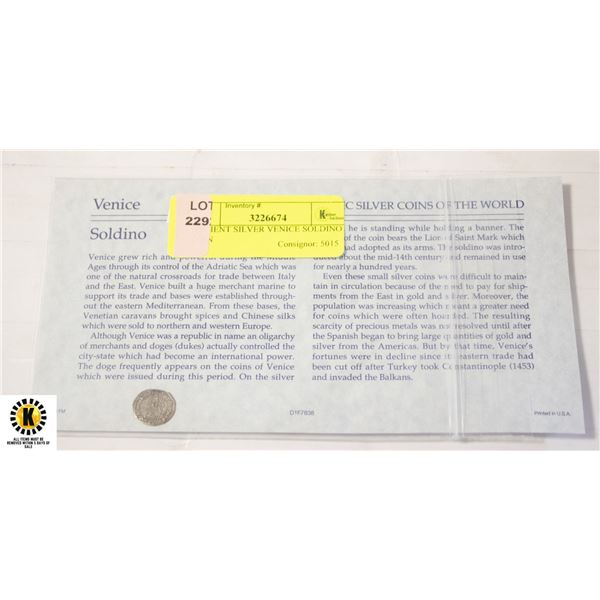 Venice
Soldino
LOT
229
Inventory #:
3226674
IENT SILVER VENICE SOLDINO
N
Consignor: 5015
IC SILVER COINS OF THE WORLD
Venice grew rich and powerful during the Middle
Ages through its control of the Adriatic Sea which was
one of the natural crossroads for trade between Italy
and the East. Venice built a huge merchant marine to
support its trade and bases were established through-
out the eastern Mediterranean. From these bases, the
Venetian caravans brought spices and Chinese silks
which were sold to northern and western Europe.
Although Venice was a republic in name an oligarchy
of merchants and doges (dukes) actually controlled the
city-state which had become an international power.
The doge frequently appears on the coins of Venice
which were issued during this period. On the silver
he is standing while holding a banner. The
of the coin bears the Lion of Saint Mark which
had adopted as its arms. The soldino was intro-
duced about the mid-14th century and remained in use
for nearly a hundred years.
Even these small silver coins were difficult to main-
tain in circulation because of the need to pay for ship-
ments from the East in gold and silver. Moreover, the
population was increasing which meant a greater need
for coins which were often hoarded. The resulting
scarcity of precious metals was not resolved until after
the Spanish began to bring large quantities of gold and
silver from the Americas. But by that time, Venice's
fortunes were in decline since its eastern trade had
been cut off after Turkey took Constantinople (1453)
and invaded the Balkans.
FM
D1F7836
Printed in U.S.A.
K
ALL ITEMS MUST BE
REMOVED WITHIN 5 DAYS OF
SALE